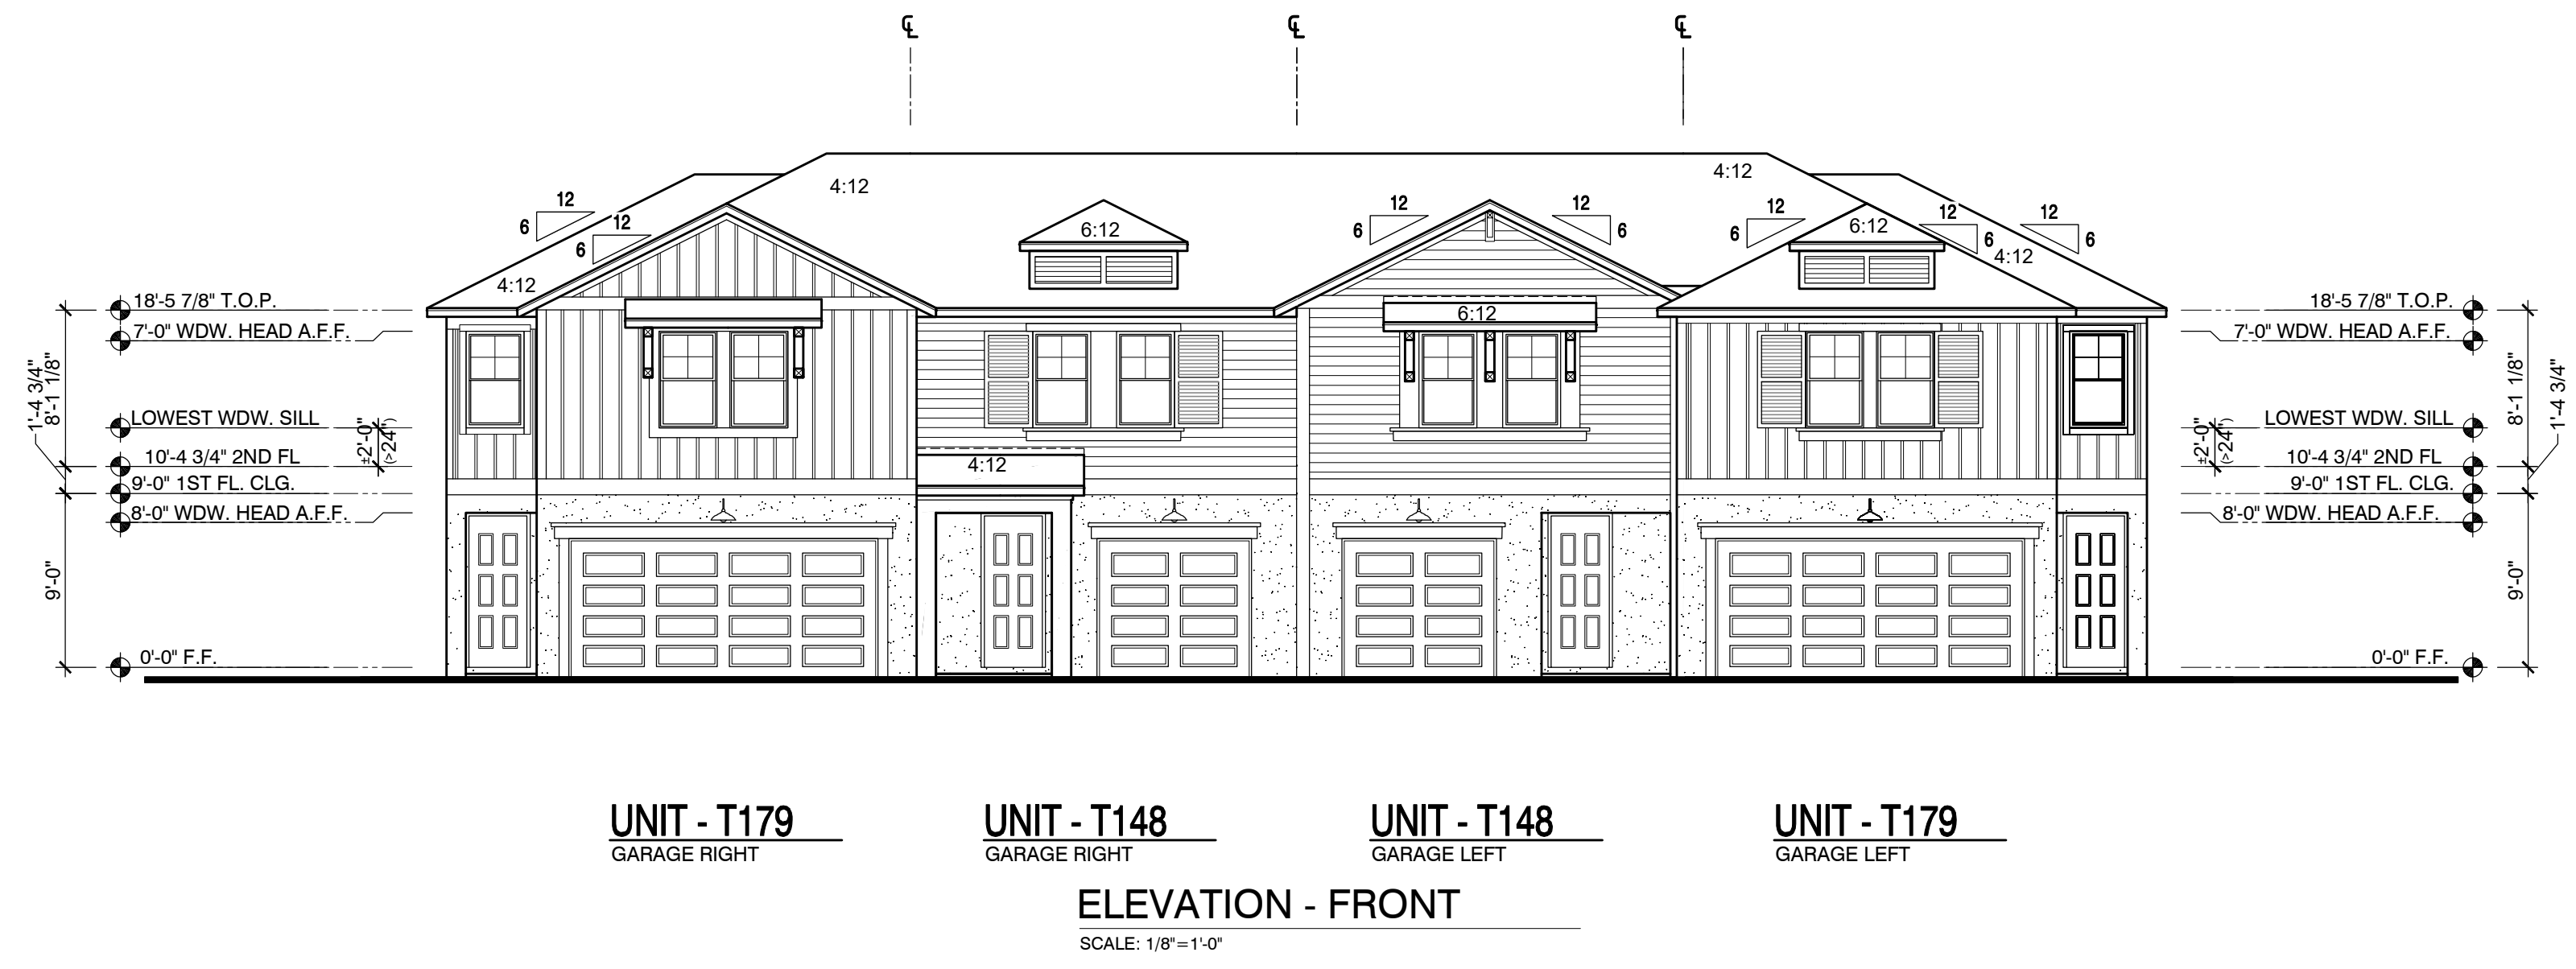 ℄ ℄ ℄
4:12
4:12
12
6
12
6
4:12
6:12
12
6
12
6
12
6
6:12
12
6
4:12
12
6
18'-5 7/8" T.O.P.
7'-0" WDW. HEAD A.F.F.
LOWEST WDW. SILL
10'-4 3/4" 2ND FL
9'-0" 1ST FL. CLG.
8'-0" WDW. HEAD A.F.F.
0'-0" F.F.
1'-4 3/4"
8'-1 1/8"
9'-0"
±2'-0"
(>24")
4:12
6:12
18'-5 7/8" T.O.P.
7'-0" WDW. HEAD A.F.F.
LOWEST WDW. SILL
10'-4 3/4" 2ND FL
9'-0" 1ST FL. CLG.
8'-0" WDW. HEAD A.F.F.
0'-0" F.F.
±2'-0"
(>24")
8'-1 1/8"
1'-4 3/4"
9'-0"
UNIT - T179
GARAGE RIGHT
UNIT - T148
GARAGE RIGHT
UNIT - T148
GARAGE LEFT
UNIT - T179
GARAGE LEFT
ELEVATION - FRONT
SCALE: 1/8"=1'-0"